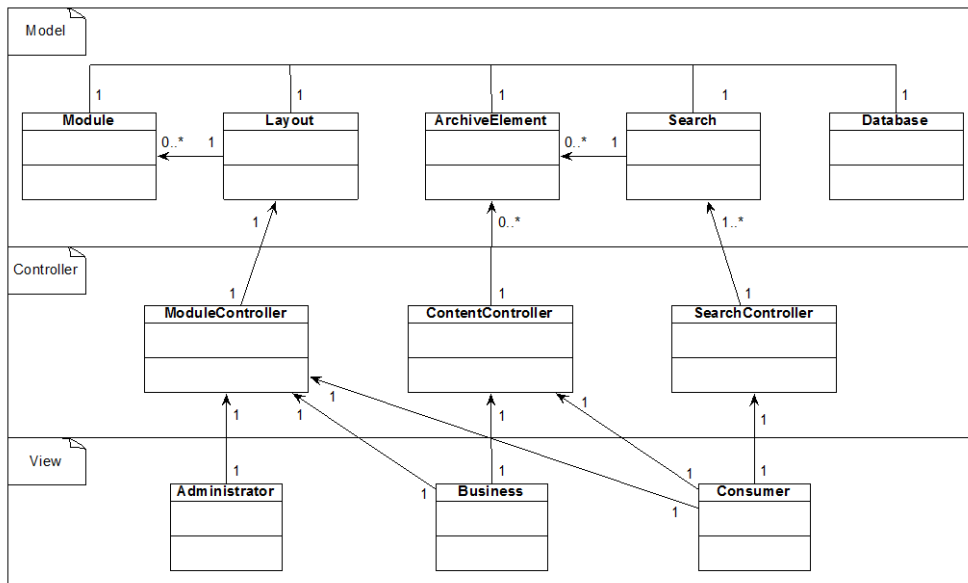 Model
1 1 1 1 1
Module Layout ArchiveElement Search Database
0..* 1 0..* 1
1 0..* 1..*
Controller
1 1 1
ModuleController ContentController SearchController
1
1 1 1 1 1
View
1 1 1 1
1
1
Administrator Business Consumer